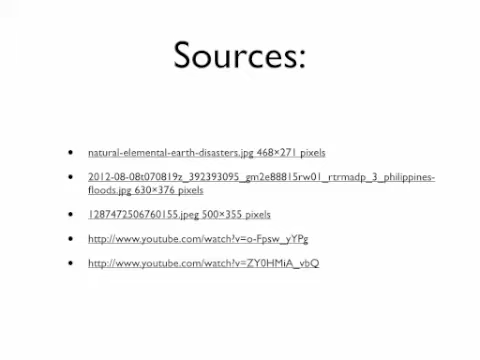 Sources:
natural-elemental-earth-disasters.jpg 468×271 pixels
2012-08-08t070819z_392393095_gm2e88815rw01_rtrmadp_3_philippines-
floods.jpg 630×376 pixels
1287472506760155.jpeg 500×355 pixels
http://www.youtube.com/watch?v=o-Fpsw_yYPg
http://www.youtube.com/watch?v=ZY0HMiA_vbQ